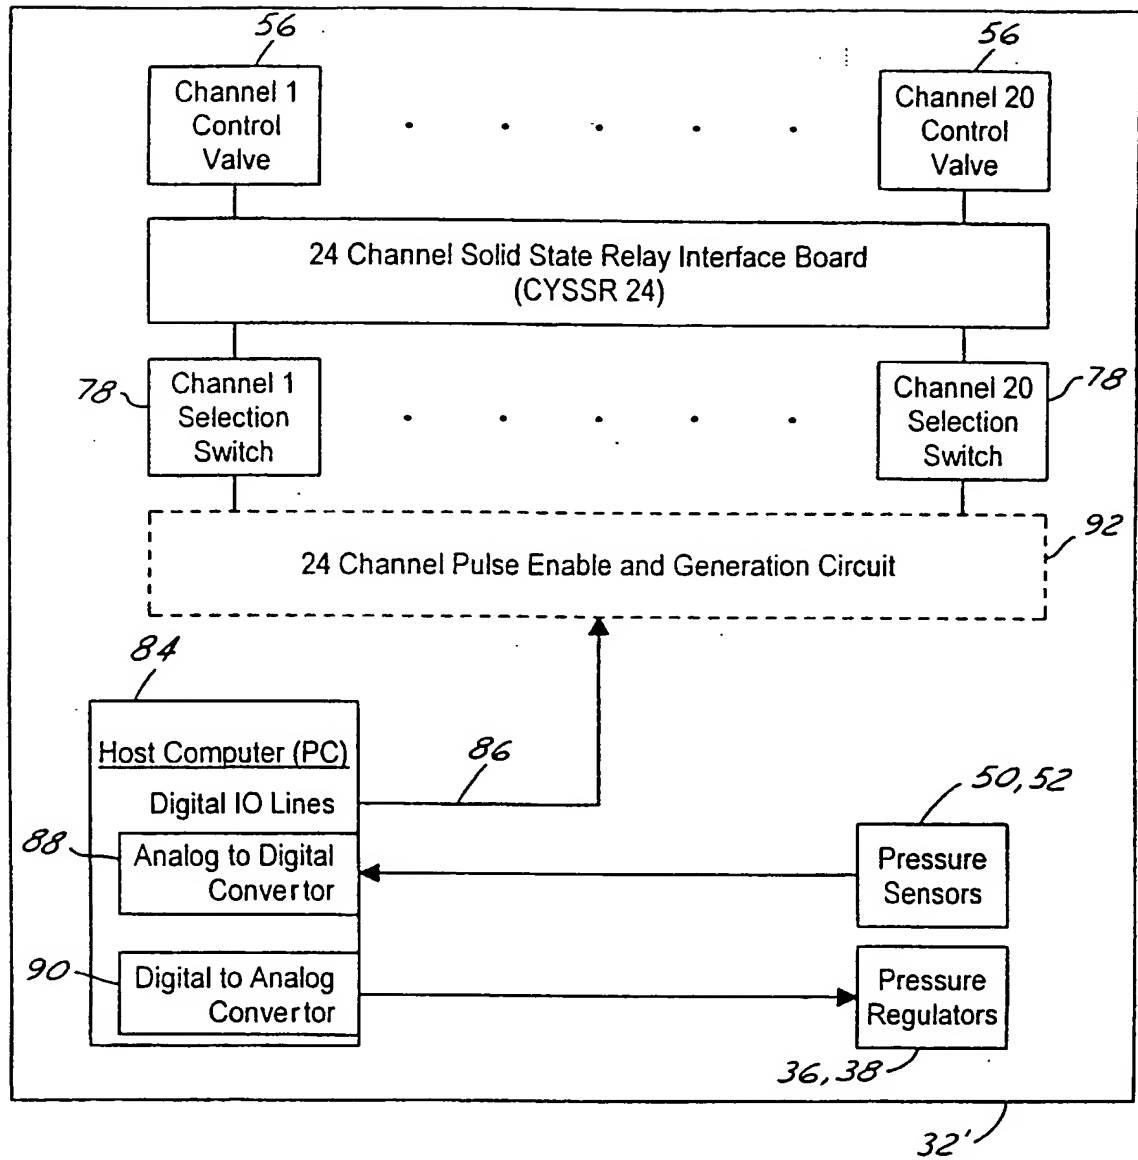 56
56
Channel 1
Control
Valve
Channel 20
Control
Valve
24 Channel Solid State Relay Interface Board
(CYSSR 24)
78
Channel 1
Selection
Switch
Channel 20
Selection
Switch
78
24 Channel Pulse Enable and Generation Circuit
92
84
Host Computer (PC)
Digital IO Lines
86
50, 52
88
Analog to Digital
Convertor
Pressure
Sensors
90
Digital to Analog
Convertor
Pressure
Regulators
36, 38
32'